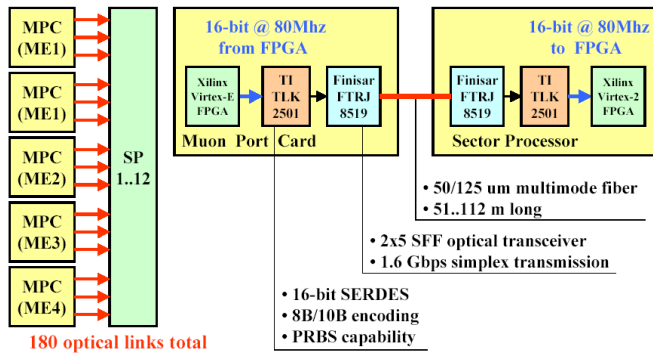 MPC
(ME1)
MPC
(ME1)
MPC
(ME2)
MPC
(ME3)
MPC
(ME4)
SP
1..12
180 optical links total
16-bit @ 80Mhz
from FPGA
Xilinx
Virtex-E
FPGA
TI
TLK
2501
Finisar
FTRJ
8519
Muon Port Card
16-bit @ 80Mhz
to FPGA
Finisar
FTRJ
8519
TI
TLK
2501
Xilinx
Virtex-2
FPGA
Sector Processor
• 50/125 um multimode fiber
• 51..112 m long
• 2x5 SFF optical transceiver
• 1.6 Gbps simplex transmission
• 16-bit SERDES
• 8B/10B encoding
• PRBS capability